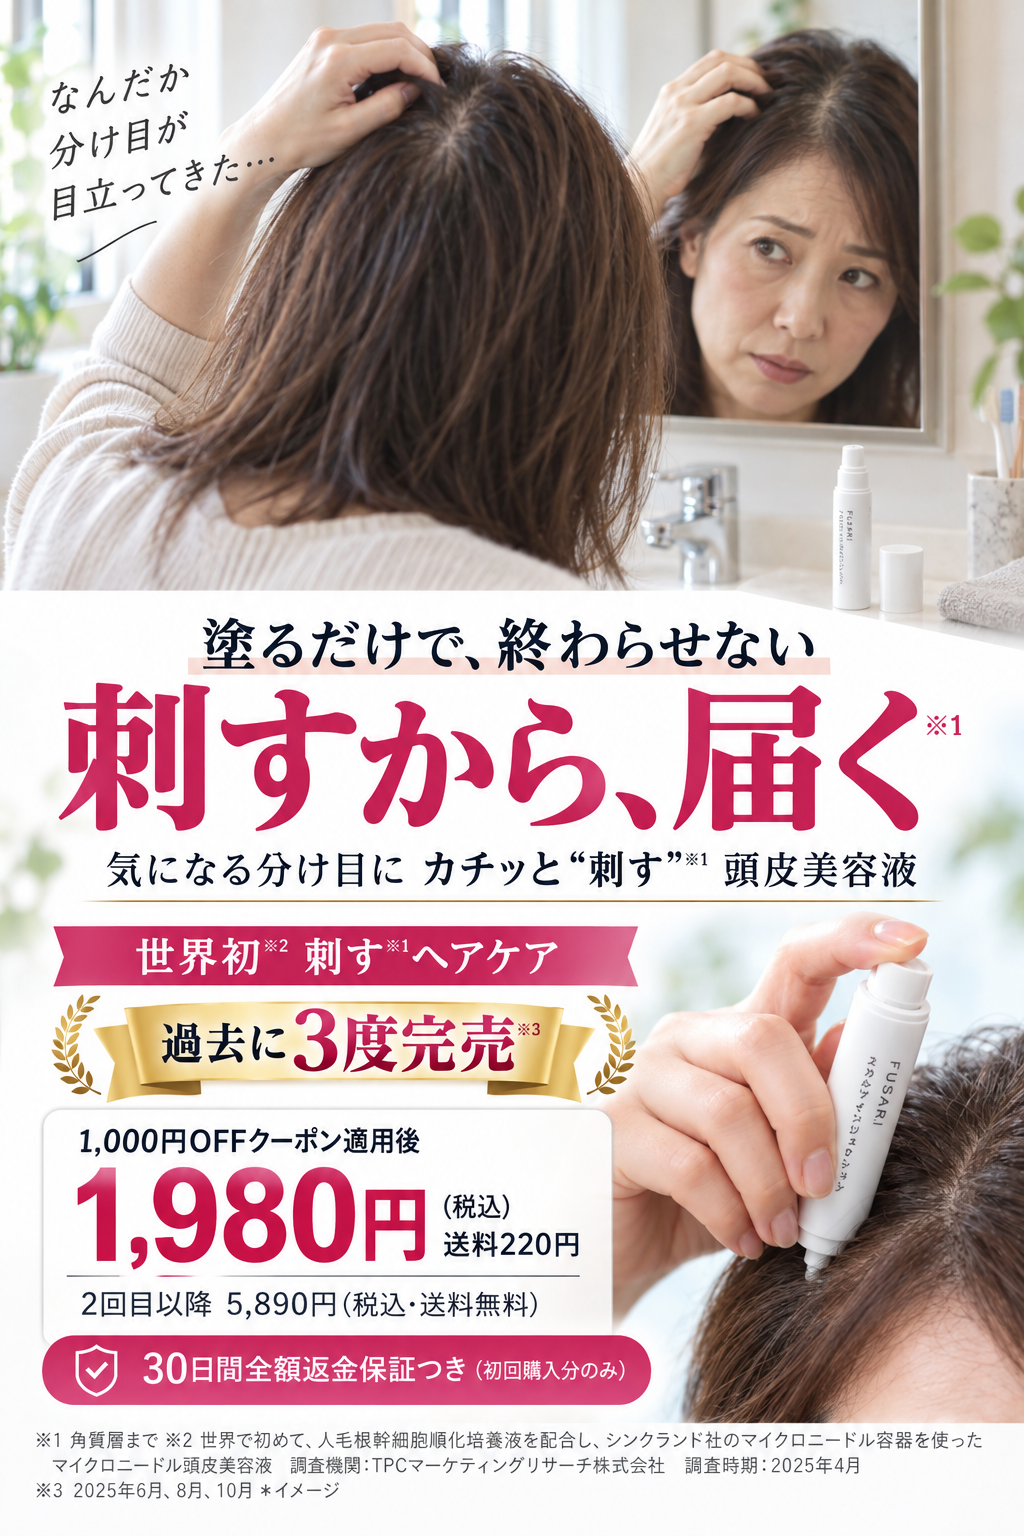 なんだか
分け目が
目立ってきた…
FUSARI
塗るだけで、終わらせない
刺すから、届く※1
気になる分け目に カチッと“刺す”※1 頭皮美容液
世界初※2 刺す※1ヘアケア
過去に3度完売※3
1,000円OFFクーポン適用後
1,980円(税込)
送料220円
2回目以降 5,890円(税込・送料無料)
FUSARI
30日間全額返金保証つき(初回購入分のみ)
※1 角質層まで ※2 世界で初めて、人毛根幹細胞順化培養液を配合し、シンクランド社のマイクロニードル容器を使った
マイクロニードル頭皮美容液 調査機関:TPCマーケティングリサーチ株式会社 調査時期:2025年4月
※3 2025年6月、8月、10月 *イメージ